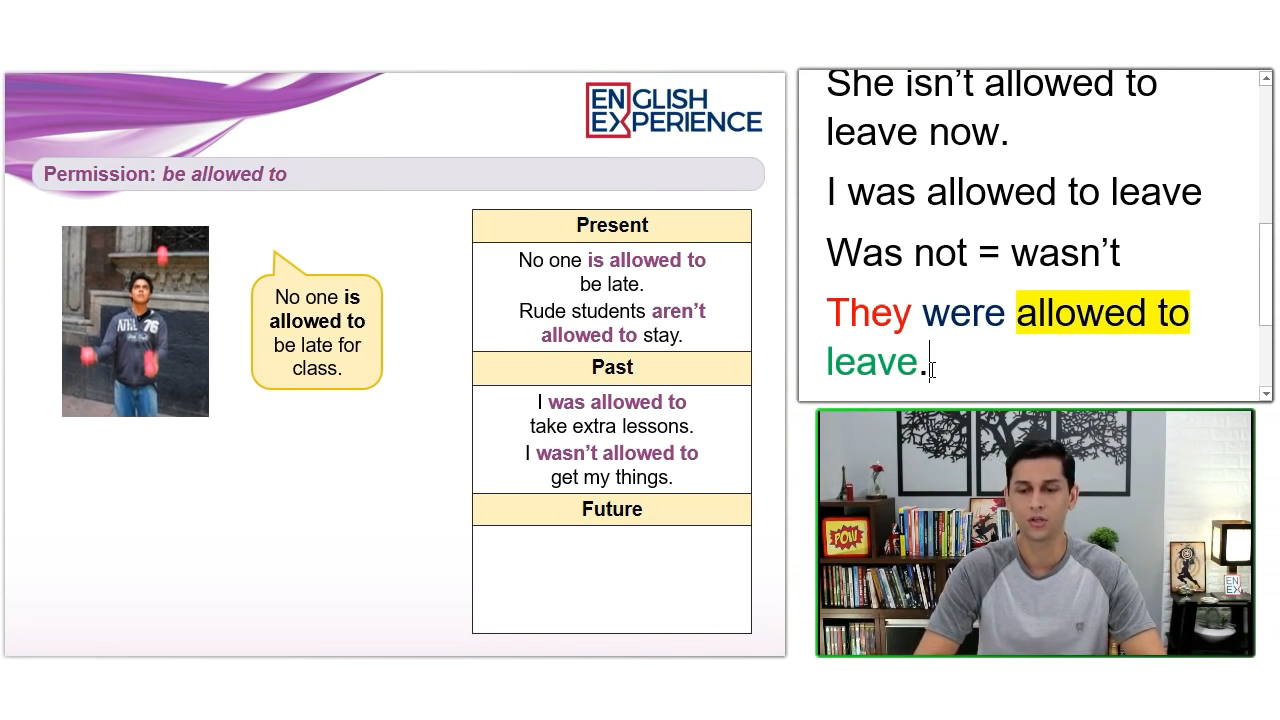 ENGLISH
EXPERIENCE
Permission: be allowed to
No one is
allowed to
be late for
class.
Present
No one is allowed to
be late.
Rude students aren’t
allowed to stay.
Past
I was allowed to
take extra lessons.
I wasn’t allowed to
get my things.
Future
She isn’t allowed to
leave now.
I was allowed to leave
Was not = wasn’t
They were allowed to
leave.
POW
EN
EX